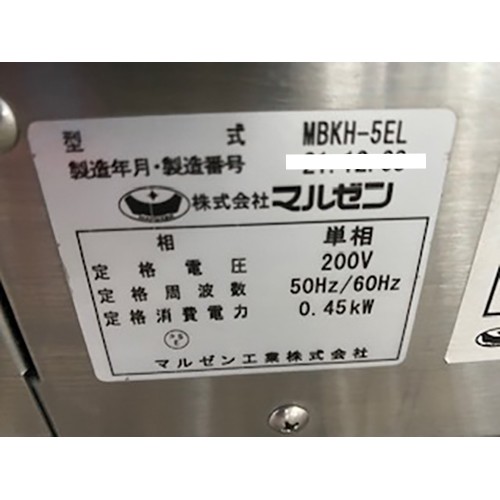 型式 MBKH-5EL
製造年月・製造番号
株式会社マルゼン
相 単相
定格電圧 200V
定格周波数 50Hz/60Hz
定格消費電力 0.45kW
マルゼン工業株式会社